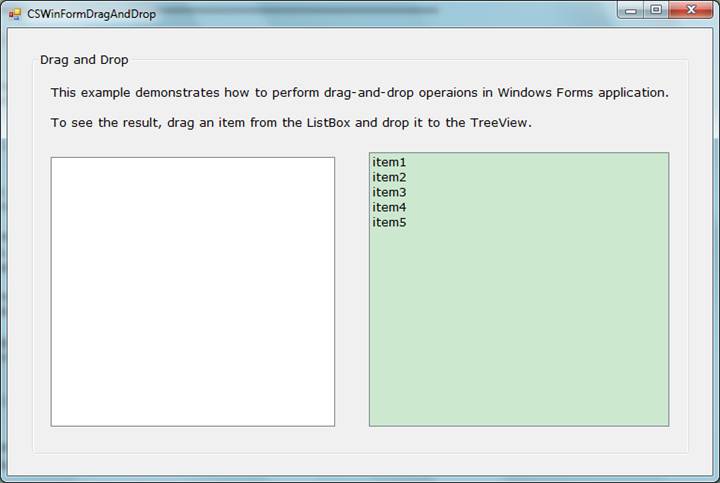 CSWinFormDragAndDrop
Drag and Drop
This example demonstrates how to perform drag-and-drop operaions in Windows Forms application.
To see the result, drag an item from the ListBox and drop it to the TreeView.
item1
item2
item3
item4
item5